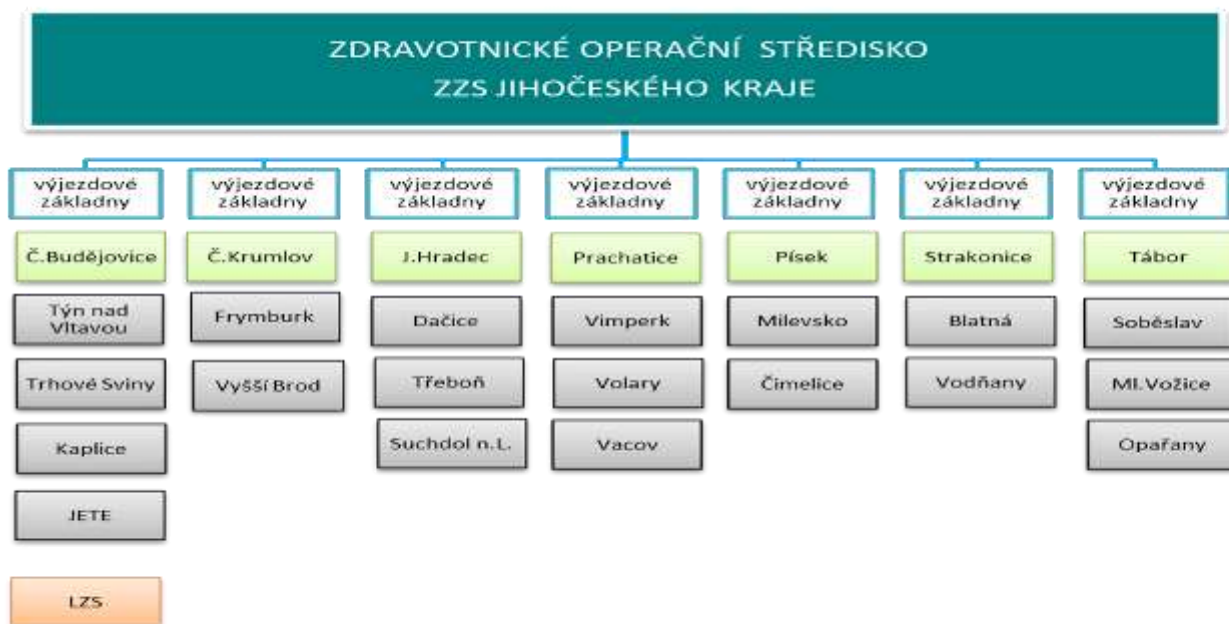 ZDRAVOTNICKÉ OPERAČNÍ STŘEDISKO
ZZS JIHOČESKÉHO KRAJE
výjezdové
základny
výjezdové
základny
výjezdové
základny
výjezdové
základny
výjezdové
základny
výjezdové
základny
výjezdové
základny
Č.Budějovice
Č.Krumlov
J.Hradec
Prachatice
Písek
Strakonice
Tábor
Týn nad
Vltavou
Frymburk
Dačice
Vimperk
Milevsko
Blatná
Soběslav
Trhové Sviny
Vyšší Brod
Třeboň
Volary
Čimelice
Vodňany
Ml.Vožice
Kaplice
Suchdol n.L.
Vacov
Opařany
JETE
LZS